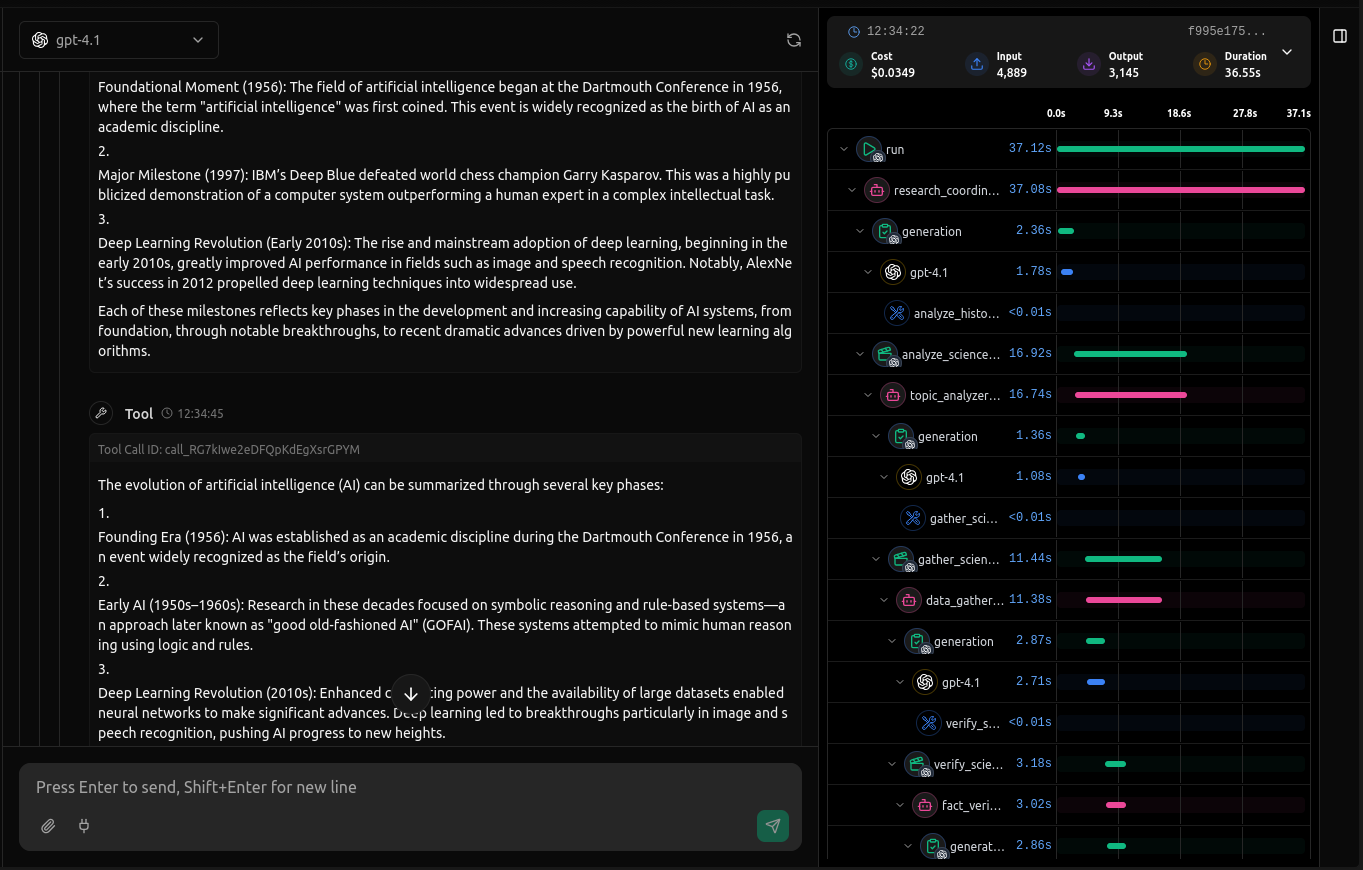 gpt-4.1
Foundational Moment (1956): The field of artificial intelligence began at the Dartmouth Conference in 1956,
where the term "artificial intelligence" was first coined. This event is widely recognized as the birth of AI as an
academic discipline.
2.
Major Milestone (1997): IBM’s Deep Blue defeated world chess champion Garry Kasparov. This was a highly pu
blicized demonstration of a computer system outperforming a human expert in a complex intellectual task.
3.
Deep Learning Revolution (Early 2010s): The rise and mainstream adoption of deep learning, beginning in the
early 2010s, greatly improved AI performance in fields such as image and speech recognition. Notably, AlexNe
t’s success in 2012 propelled deep learning techniques into widespread use.
Each of these milestones reflects key phases in the development and increasing capability of AI systems, from
foundation, through notable breakthroughs, to recent dramatic advances driven by powerful new learning alg
orithms.
Tool 12:34:45
Tool Call ID: call_RG7kIwe2eDFQpKdEgXsrGPYM
The evolution of artificial intelligence (AI) can be summarized through several key phases:
1.
Founding Era (1956): AI was established as an academic discipline during the Dartmouth Conference in 1956, a
n event widely recognized as the field’s origin.
2.
Early AI (1950s–1960s): Research in these decades focused on symbolic reasoning and rule-based systems—a
n approach later known as "good old-fashioned AI" (GOFAI). These systems attempted to mimic human reason
ing using logic and rules.
3.
Deep Learning Revolution (2010s): Enhanced c ting power and the availability of large datasets enabled
neural networks to make significant advances. Deep learning led to breakthroughs particularly in image and s
peech recognition, pushing AI progress to new heights.
Press Enter to send, Shift+Enter for new line
12:34:22 f995e175...
Cost Input Output Duration
$0.0349 4,889 3,145 36.55s
0.0s 9.3s 18.6s 27.8s 37.1s
run 37.12s
research_coordin... 37.08s
generation 2.36s
gpt-4.1 1.78s
analyze_histo... <0.01s
analyze_science... 16.92s
topic_analyzer... 16.74s
generation 1.36s
gpt-4.1 1.08s
gather_sci... <0.01s
gather_scien... 11.44s
data_gather... 11.38s
generation 2.87s
gpt-4.1 2.71s
verify_s... <0.01s
verify_scie... 3.18s
fact_veri... 3.02s
generat... 2.86s